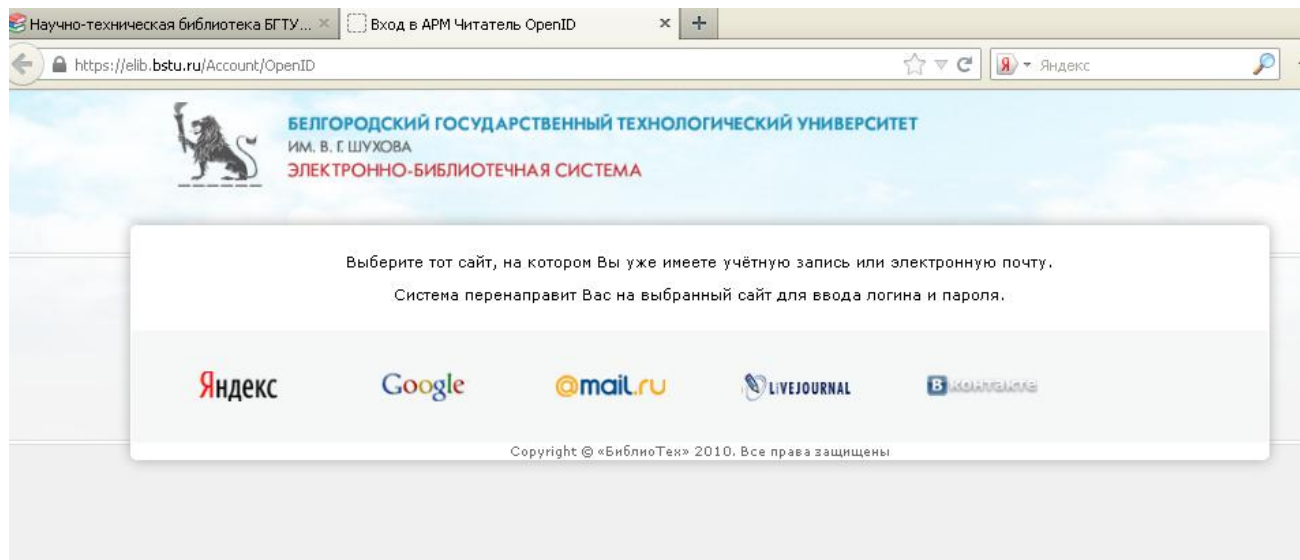 Научно-техническая библиотека БГТУ...
Вход в АРМ Читатель OpenID
https://elib.bstu.ru/Account/OpenID
Я Яндекс
БЕЛГОРОДСКИЙ ГОСУДАРСТВЕННЫЙ ТЕХНОЛОГИЧЕСКИЙ УНИВЕРСИТЕТ
ИМ. В. Г. ШУХОВА
ЭЛЕКТРОННО-БИБЛИОТЕЧНАЯ СИСТЕМА
Выберите тот сайт, на котором Вы уже имеете учётную запись или электронную почту.
Система перенаправит Вас на выбранный сайт для ввода логина и пароля.
Яндекс Google @mail.ru LIVEJOURNAL В контакте
Copyright © «БиблиоТех» 2010. Все права защищены